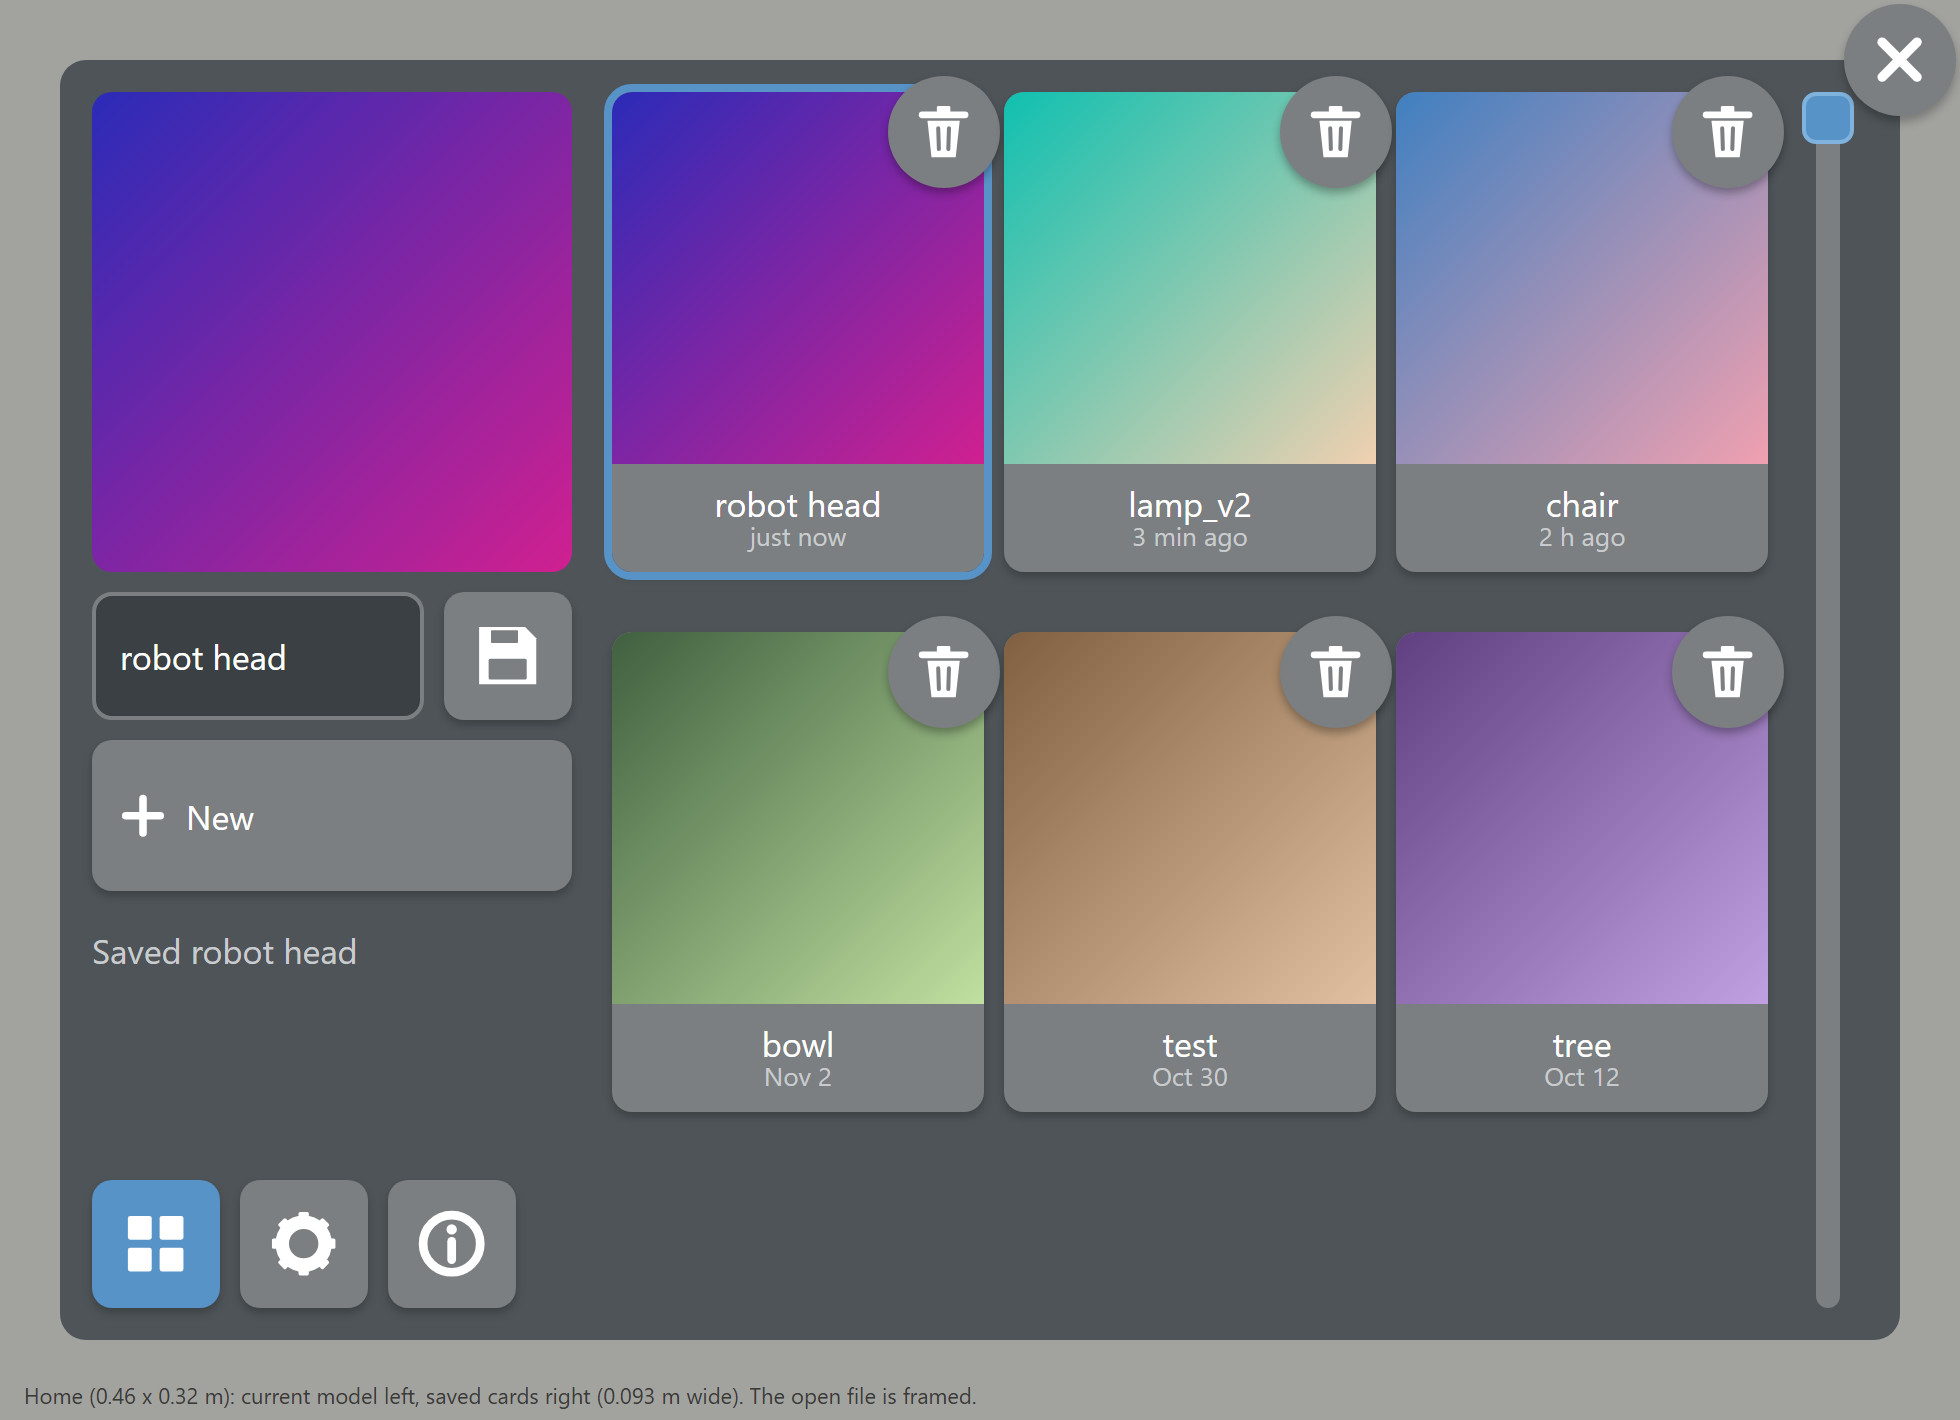 robot head
just now
lamp_v2
3 min ago
chair
2 h ago
robot head
New
Saved robot head
bowl
Nov 2
test
Oct 30
tree
Oct 12
Home (0.46 x 0.32 m): current model left, saved cards right (0.093 m wide). The open file is framed.